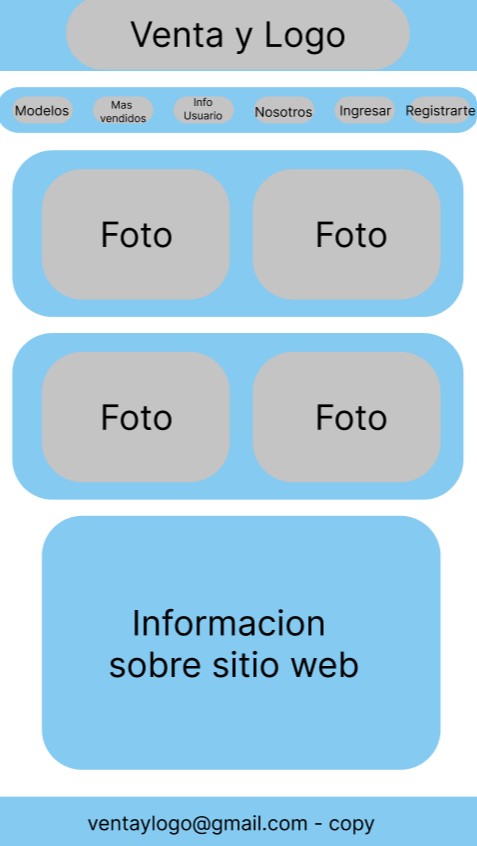 Venta y Logo
Modelos
Mas
vendidos
Info
Usuario
Nosotros
Ingresar
Registrarte
Foto
Foto
Foto
Foto
Informacion
sobre sitio web
ventaylogo@gmail.com - copy